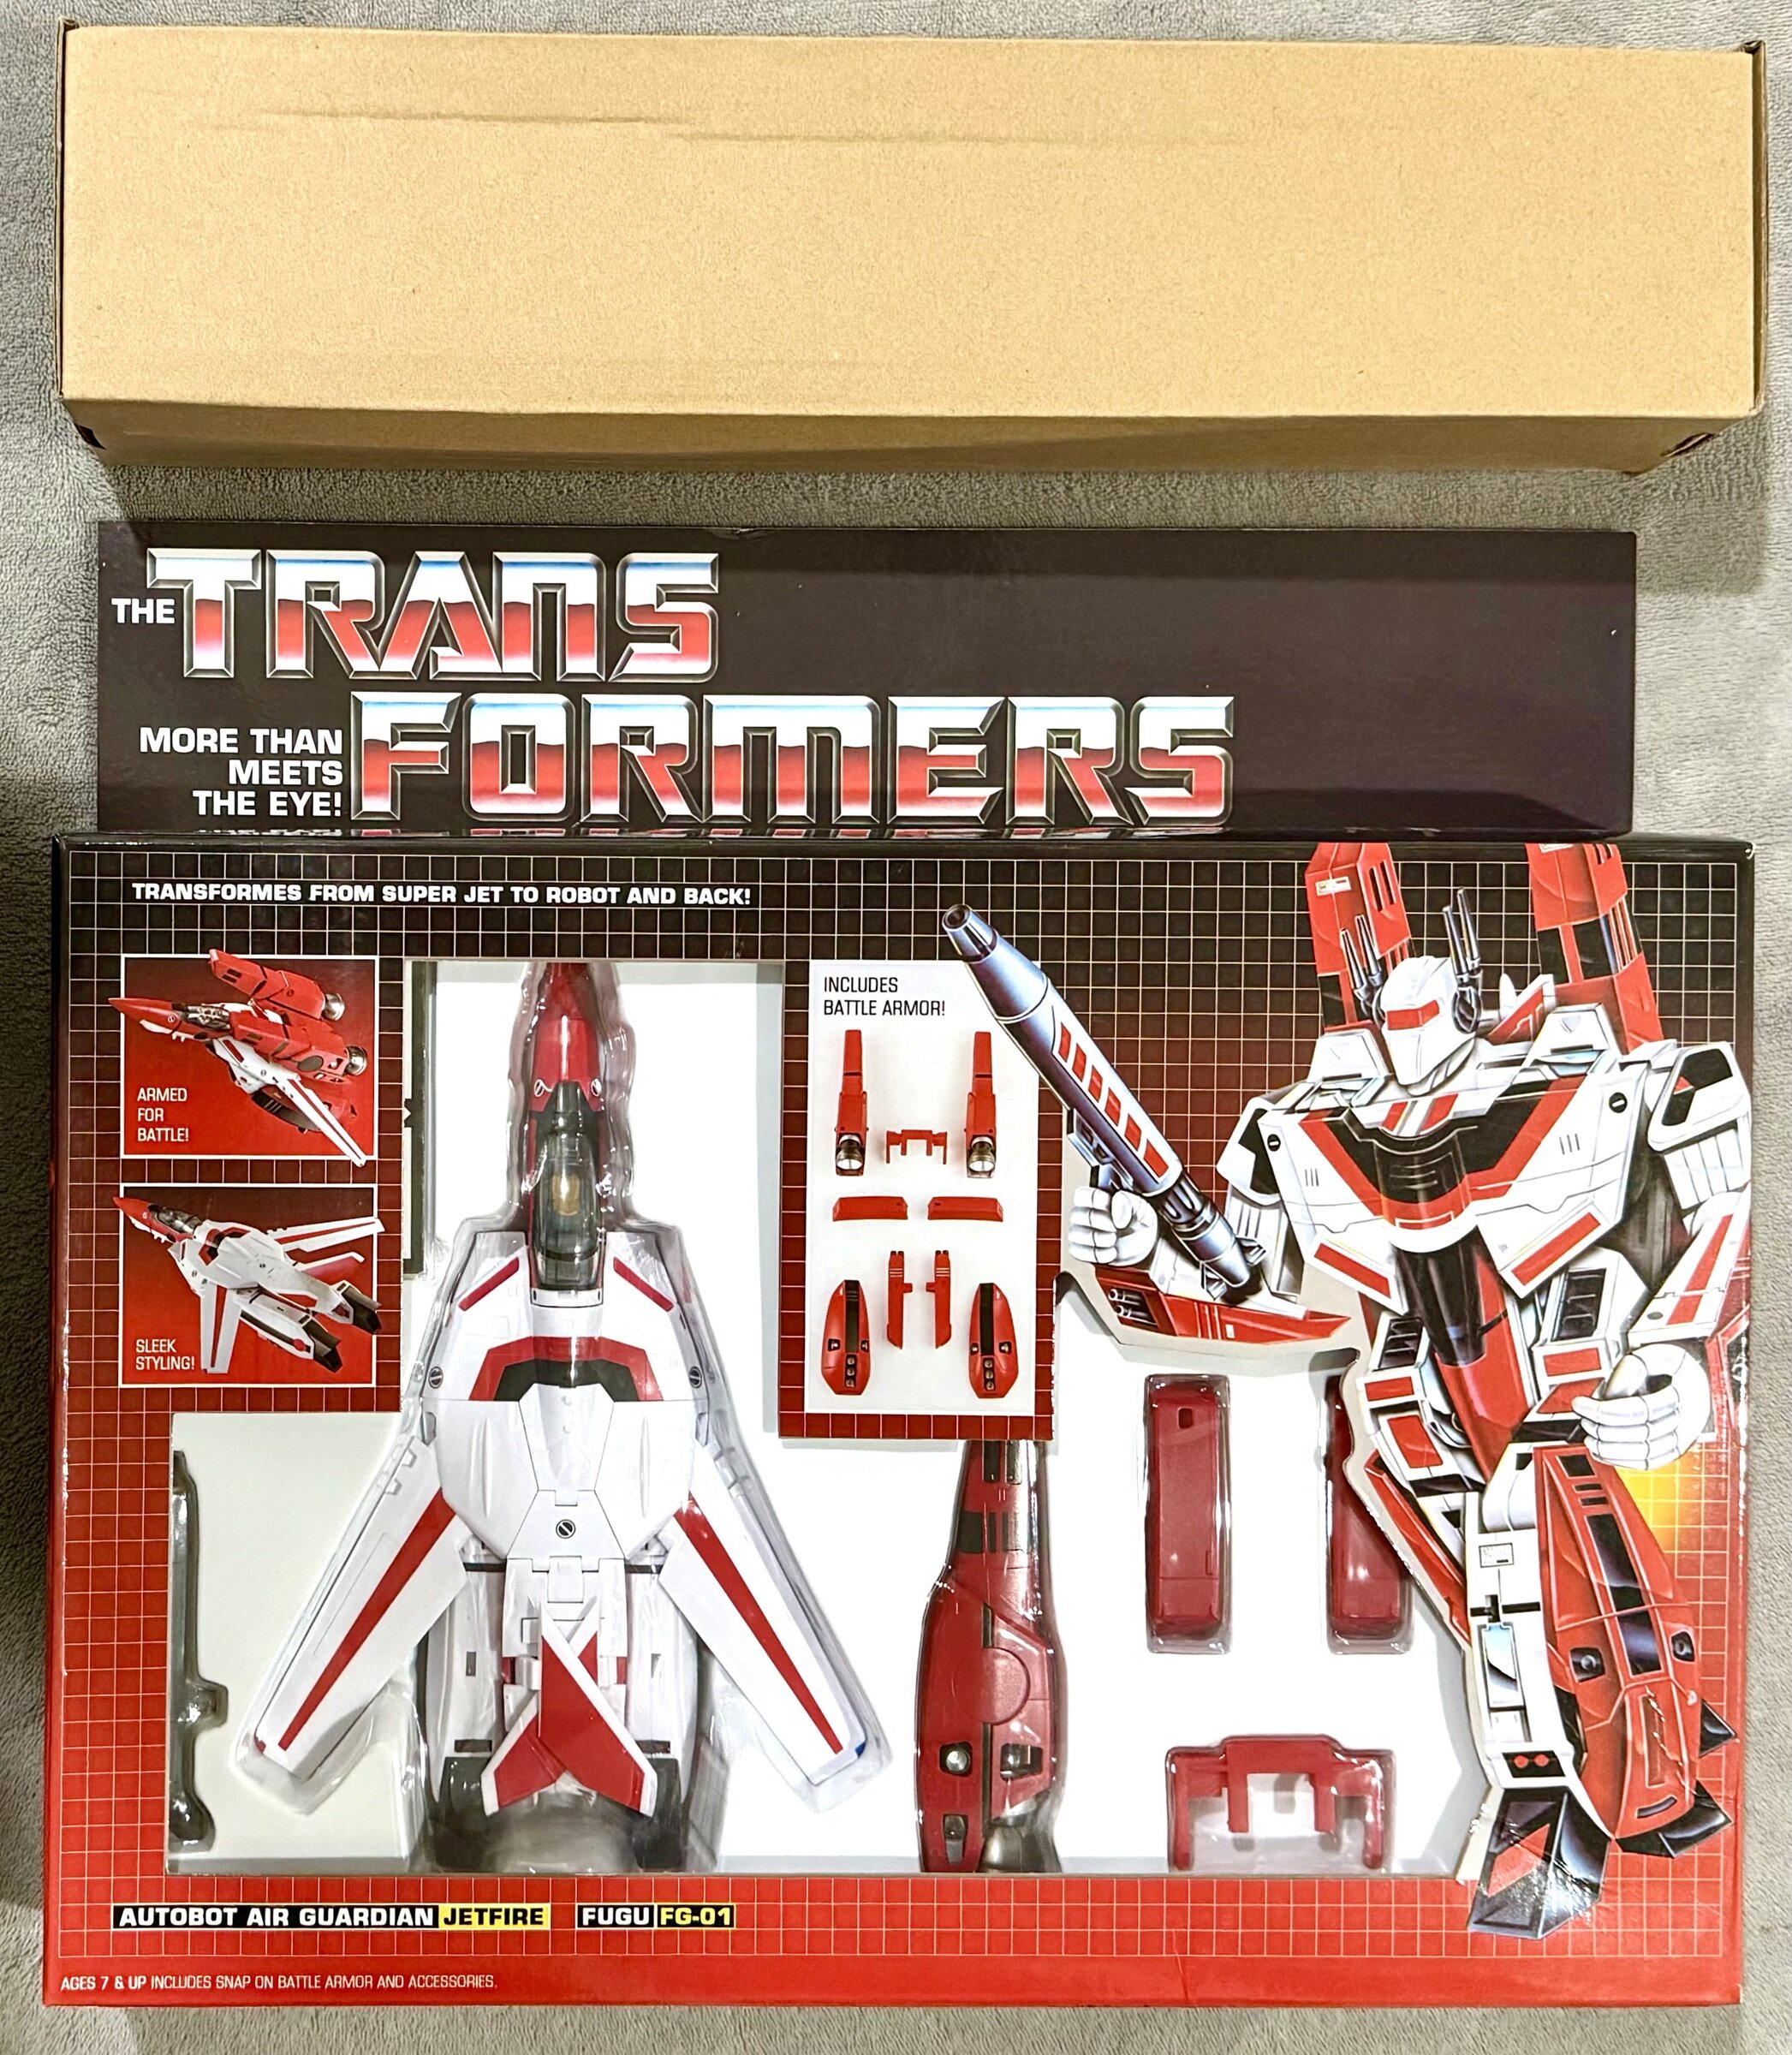 THE TRANS
FORMERS
MORE THAN
MEETS
THE EYE!
TRANSFORMES FROM SUPER JET TO ROBOT AND BACK!
ARMED
FOR
BATTLE!
SLEEK
STYLING!
INCLUDES
BATTLE ARMOR!
AUTOBOT AIR GUARDIAN JETFIRE FUGU FG-01
AGES 7 & UP INCLUDES SNAP ON BATTLE ARMOR AND ACCESSORIES.